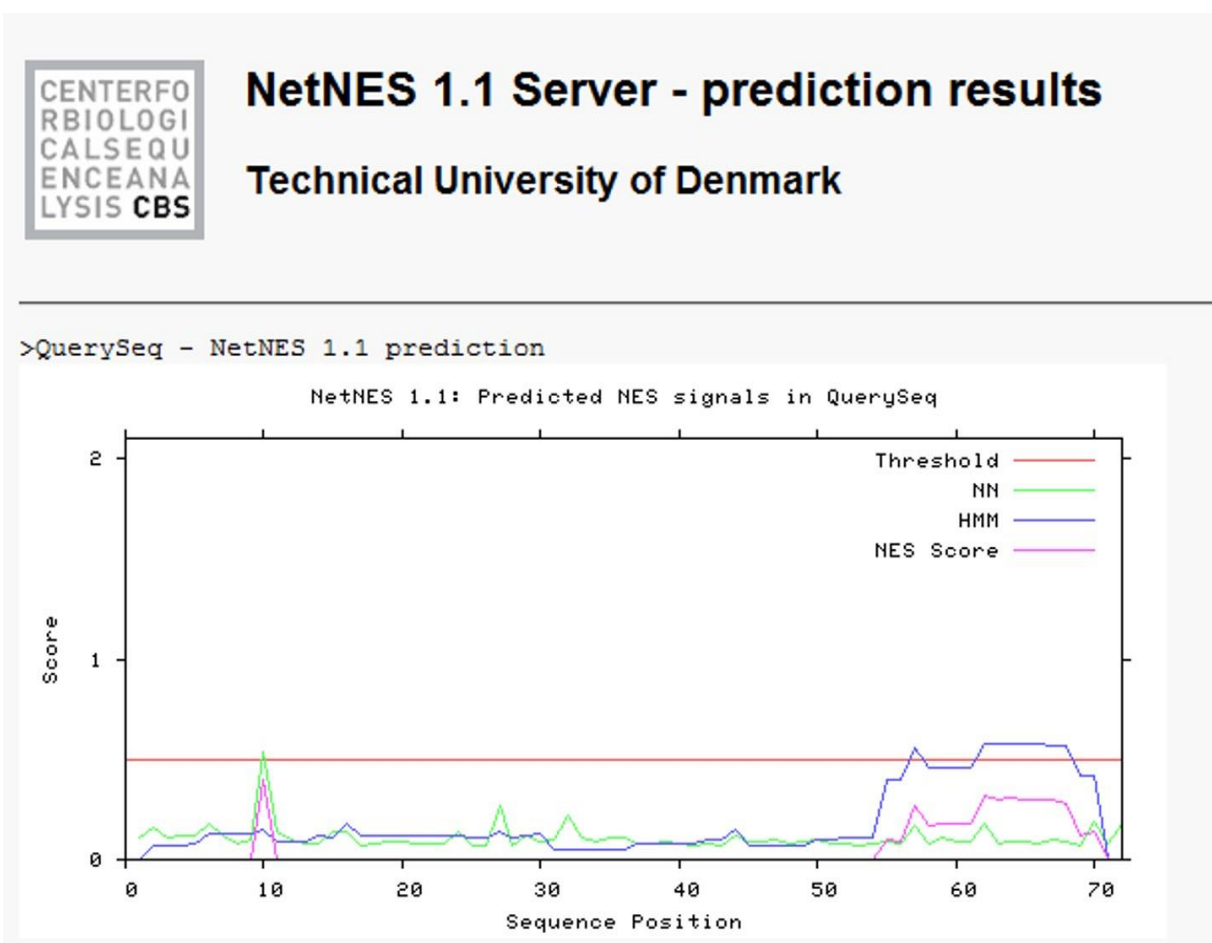 CENTERFO
RBIOLOGI
CALSEQU
ENCEANA
LYSIS CBS
NetNES 1.1 Server - prediction results
Technical University of Denmark
>QuerySeq - NetNES 1.1 prediction
NetNES 1.1: Predicted NES signals in QuerySeq
Threshold
NN
HMM
NES Score
Score
2
1
0
0 10 20 30 40 50 60 70
Sequence Position